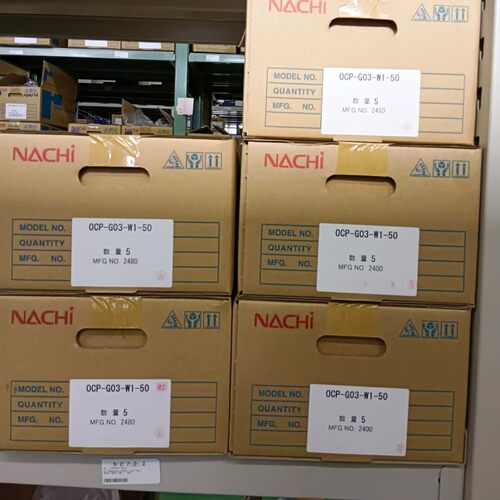 NACHi
MODEL NO. OCP-G03-W1-50
QUANTITY 数量 5
MFG. NO. MFG NO. 2480
NACHi
MODEL NO. OCP-G03-W1-50
QUANTITY 数量 5
MFG. NO. MFG NO. 2480
NACHi
MODEL NO. OCP-G03-W1-50
QUANTITY 数量 5
MFG. NO. MFG NO. 2400
NACHi
MODEL NO. OCP-G03-W1-50
QUANTITY 数量 5
MFG. NO. MFG NO. 2480
NACHi
MODEL NO. OCP-G03-W1-50
QUANTITY 数量 5
MFG. NO. MFG NO. 2400